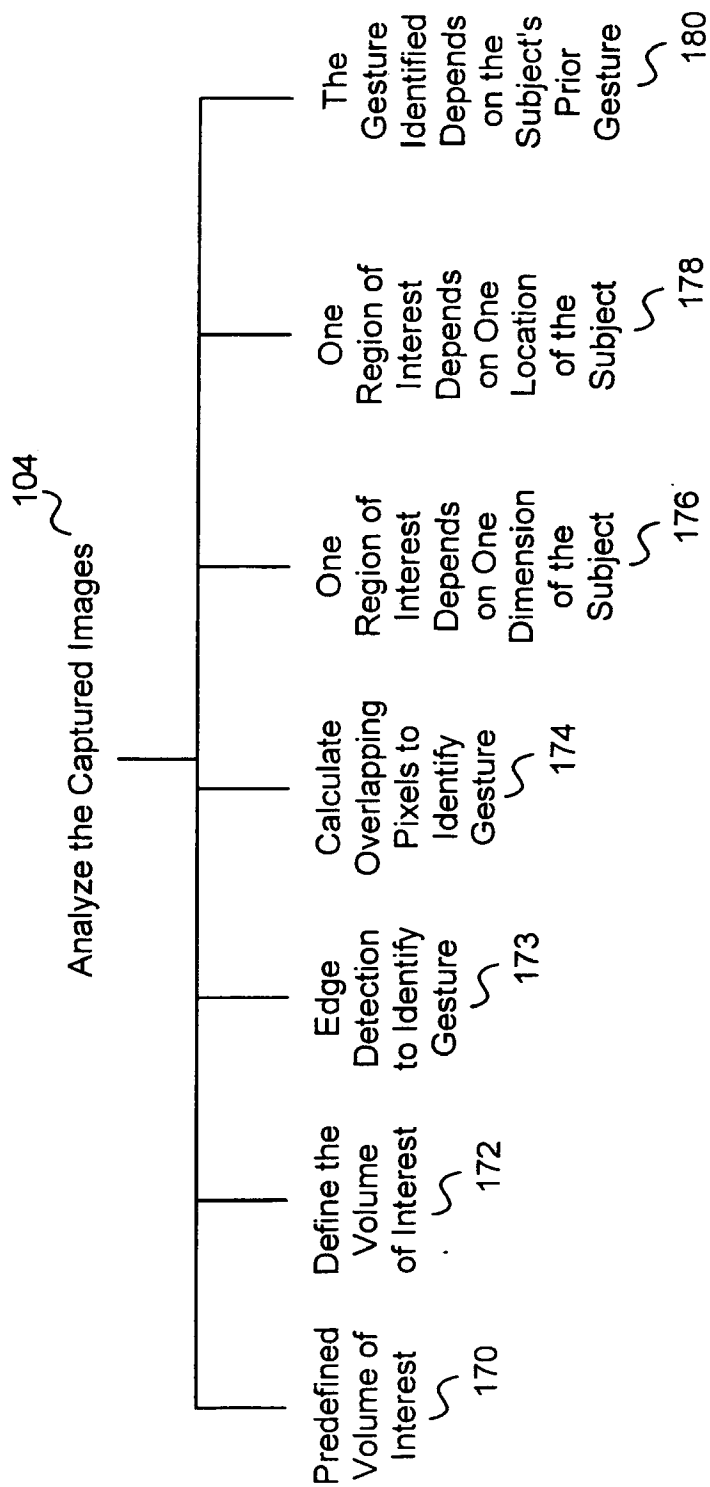 104
Analyze the Captured Images
Predefined
Volume of
Interest
170
Define the
Volume
of Interest
172
Edge
Detection
to Identify
Gesture
173
Calculate
Overlapping
Pixels to
Identify
Gesture
174
One
Region of
Interest
Depends
on One
Dimension
of the
Subject
176
One
Region of
Interest
Depends
on One
Location
of the
Subject
178
The
Gesture
Identified
Depends
on the
Subject's
Prior
Gesture
180